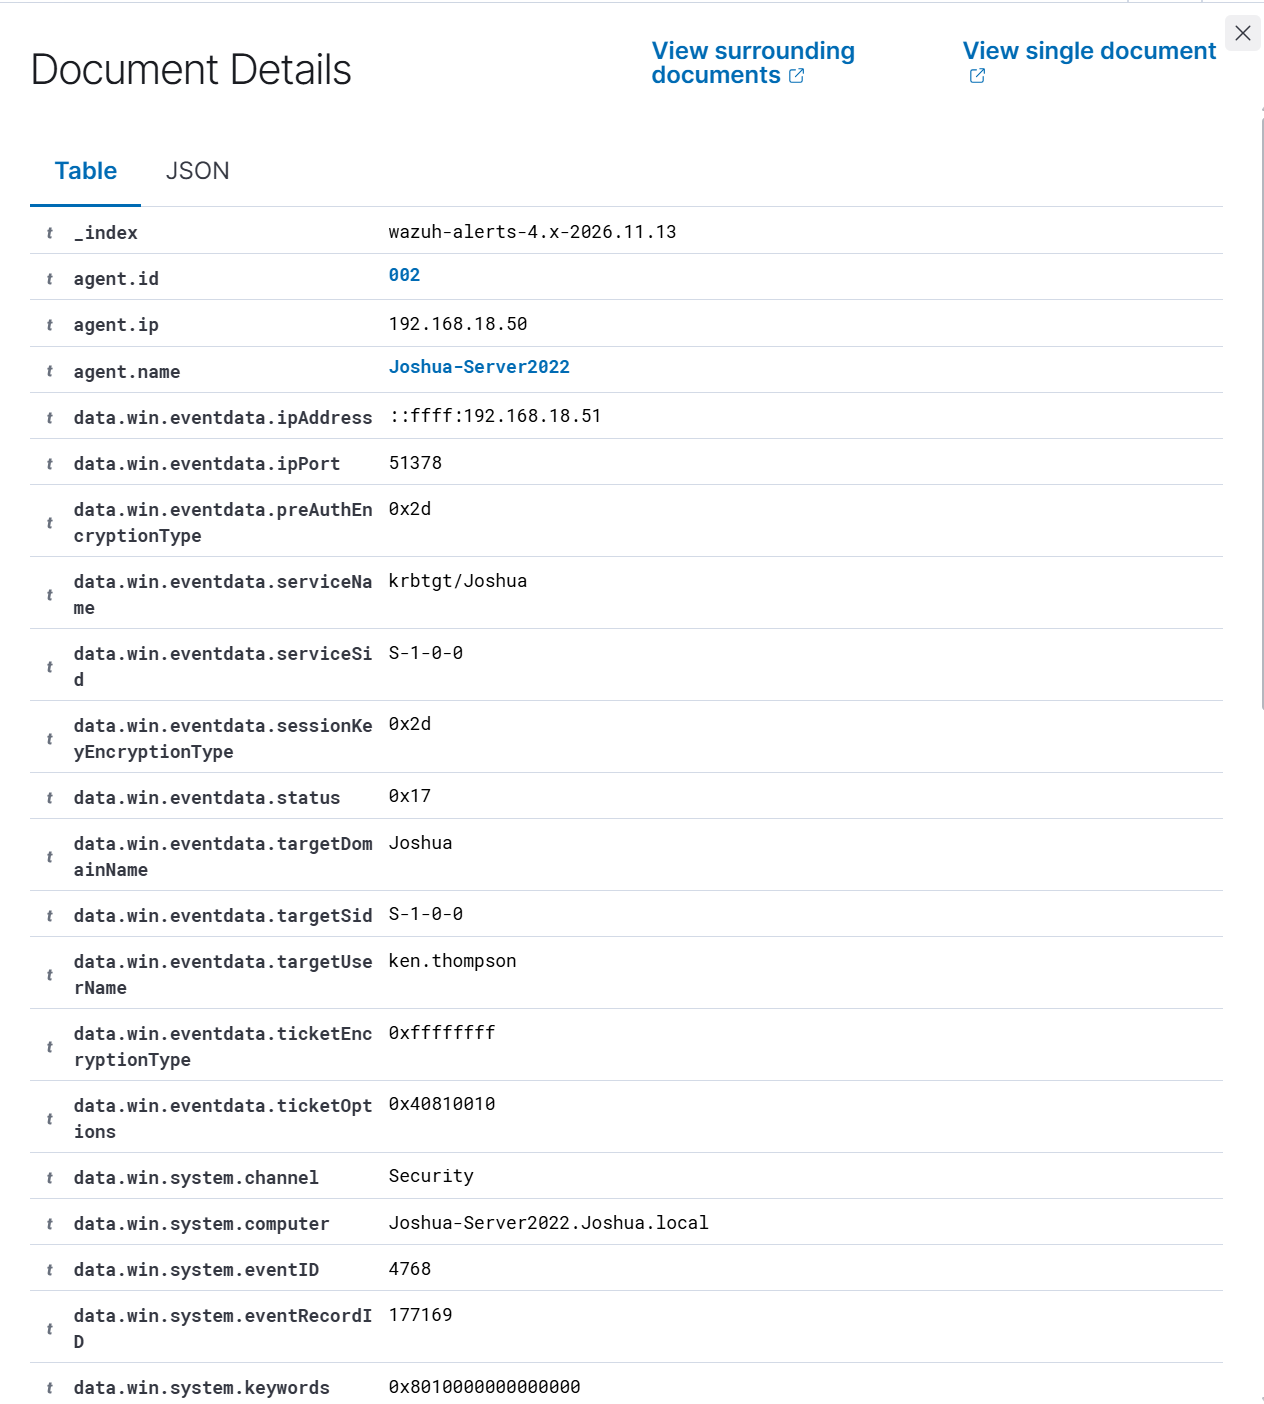 Document Details
View surrounding
documents
View single document
Table
JSON
t _index wazuh-alerts-4.x-2026.11.13
t agent.id 002
t agent.ip 192.168.18.50
t agent.name Joshua-Server2022
t data.win.eventdata.ipAddress ::ffff:192.168.18.51
t data.win.eventdata.ipPort 51378
t data.win.eventdata.preAuthEn 0x2d
cryptionType
t data.win.eventdata.serviceNa krbtgt/Joshua
me
t data.win.eventdata.serviceSi S-1-0-0
d
t data.win.eventdata.sessionKe 0x2d
yEncryptionType
t data.win.eventdata.status 0x17
t data.win.eventdata.targetDom Joshua
ainName
t data.win.eventdata.targetSid S-1-0-0
t data.win.eventdata.targetUse ken.thompson
rName
t data.win.eventdata.ticketEnc 0xffffffff
ryptionType
t data.win.eventdata.ticketOpt 0x40810010
ions
t data.win.system.channel Security
t data.win.system.computer Joshua-Server2022.Joshua.local
t data.win.system.eventID 4768
t data.win.system.eventRecordI 177169
D
t data.win.system.keywords 0x8010000000000000